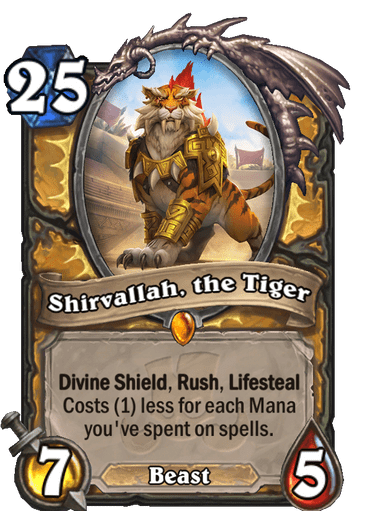 25
Shirvallah, the Tiger
Divine Shield, Rush, Lifesteal
Costs (1) less for each Mana
you've spent on spells.
7
Beast
5